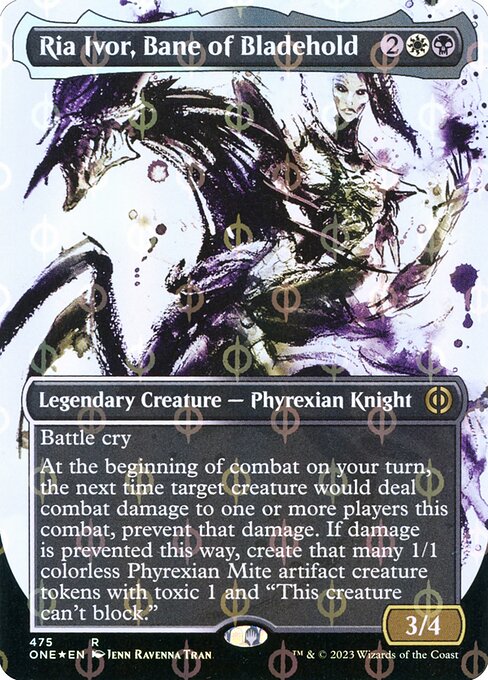 Ria Ivor, Bane of Bladehold 2
Legendary Creature — Phyrexian Knight
Battle cry
At the beginning of combat on your turn,
the next time target creature would deal
combat damage to one or more players this
combat, prevent that damage. If damage
is prevented this way, create that many 1/1
colorless Phyrexian Mite artifact creature
tokens with toxic 1 and “This creature
can’t block.”
3/4
475 R
ONE★EN Jenn Ravenna Tran
™ & © 2023 Wizards of the Coast